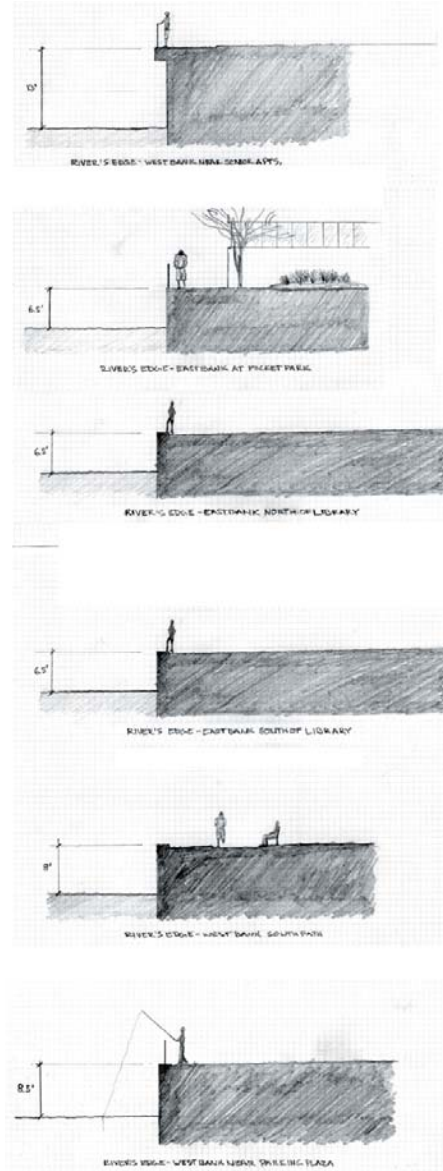 13'
RIVER'S EDGE - WEST BANK NEAR SENIOR APTS.
6.5'
RIVER'S EDGE - EAST BANK AT POCKET PARK
6.5'
RIVER'S EDGE - EAST BANK NORTH OF LIBRARY
6.5'
RIVER'S EDGE - EAST BANK SOUTH OF LIBRARY
8'
RIVER'S EDGE - WEST BANK SOUTH PATH
8.5'
RIVER'S EDGE - WEST BANK NEAR PARKING PLAZA